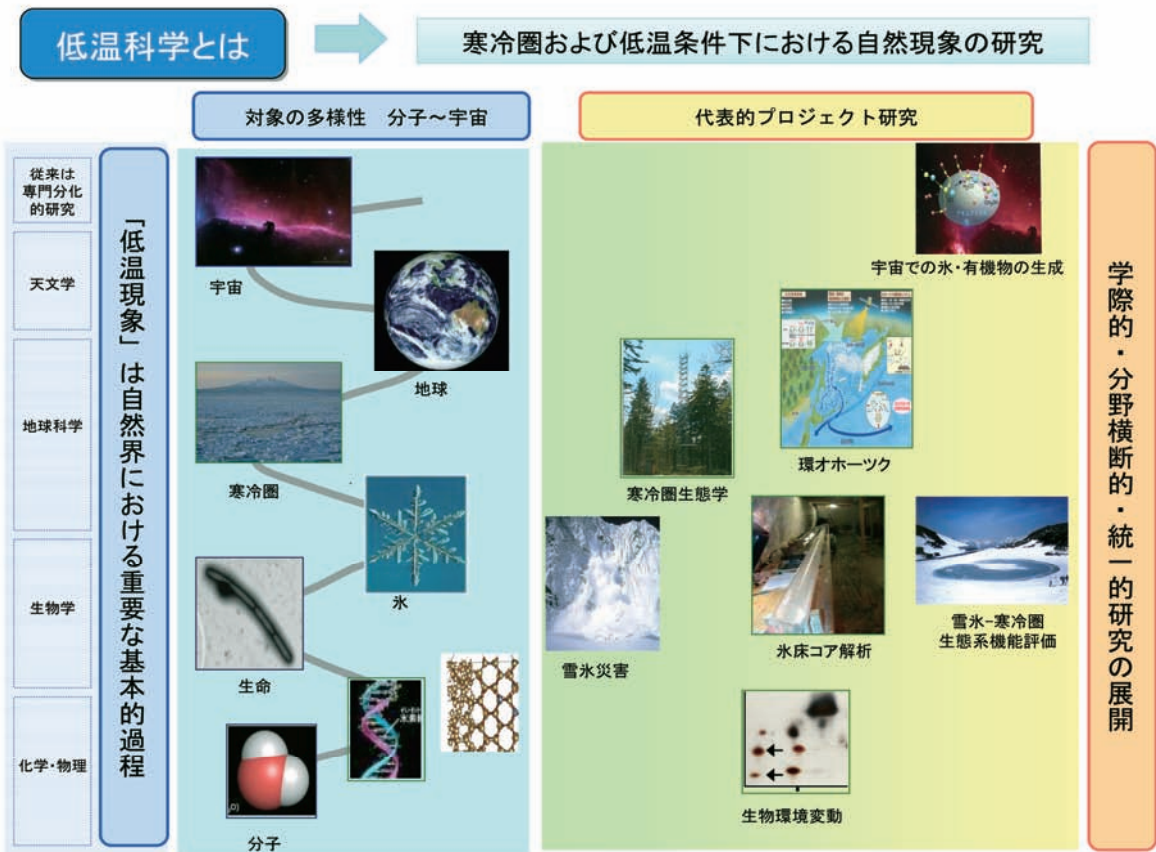 低温科学とは
寒冷圏および低温条件下における自然現象の研究
対象の多様性 分子～宇宙
代表的プロジェクト研究
従来は
専門分化
的研究
天文学
地球科学
生物学
化学・物理
「低温現象」は自然界における重要な基本的過程
宇宙
地球
寒冷圏
氷
生命
分子
宇宙での氷・有機物の生成
環オホーツク
寒冷圏生態学
雪氷災害
氷床コア解析
雪氷-寒冷圏
生態系機能評価
生物環境変動
学際的・分野横断的・統一的研究の展開